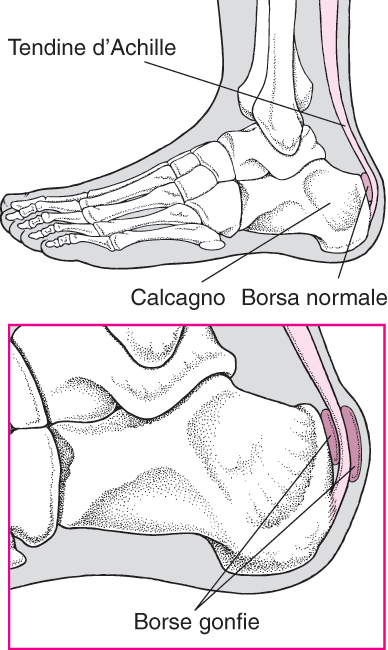 Tendine d'Achille
Calcagno
Borsa normale
Borse gonfie